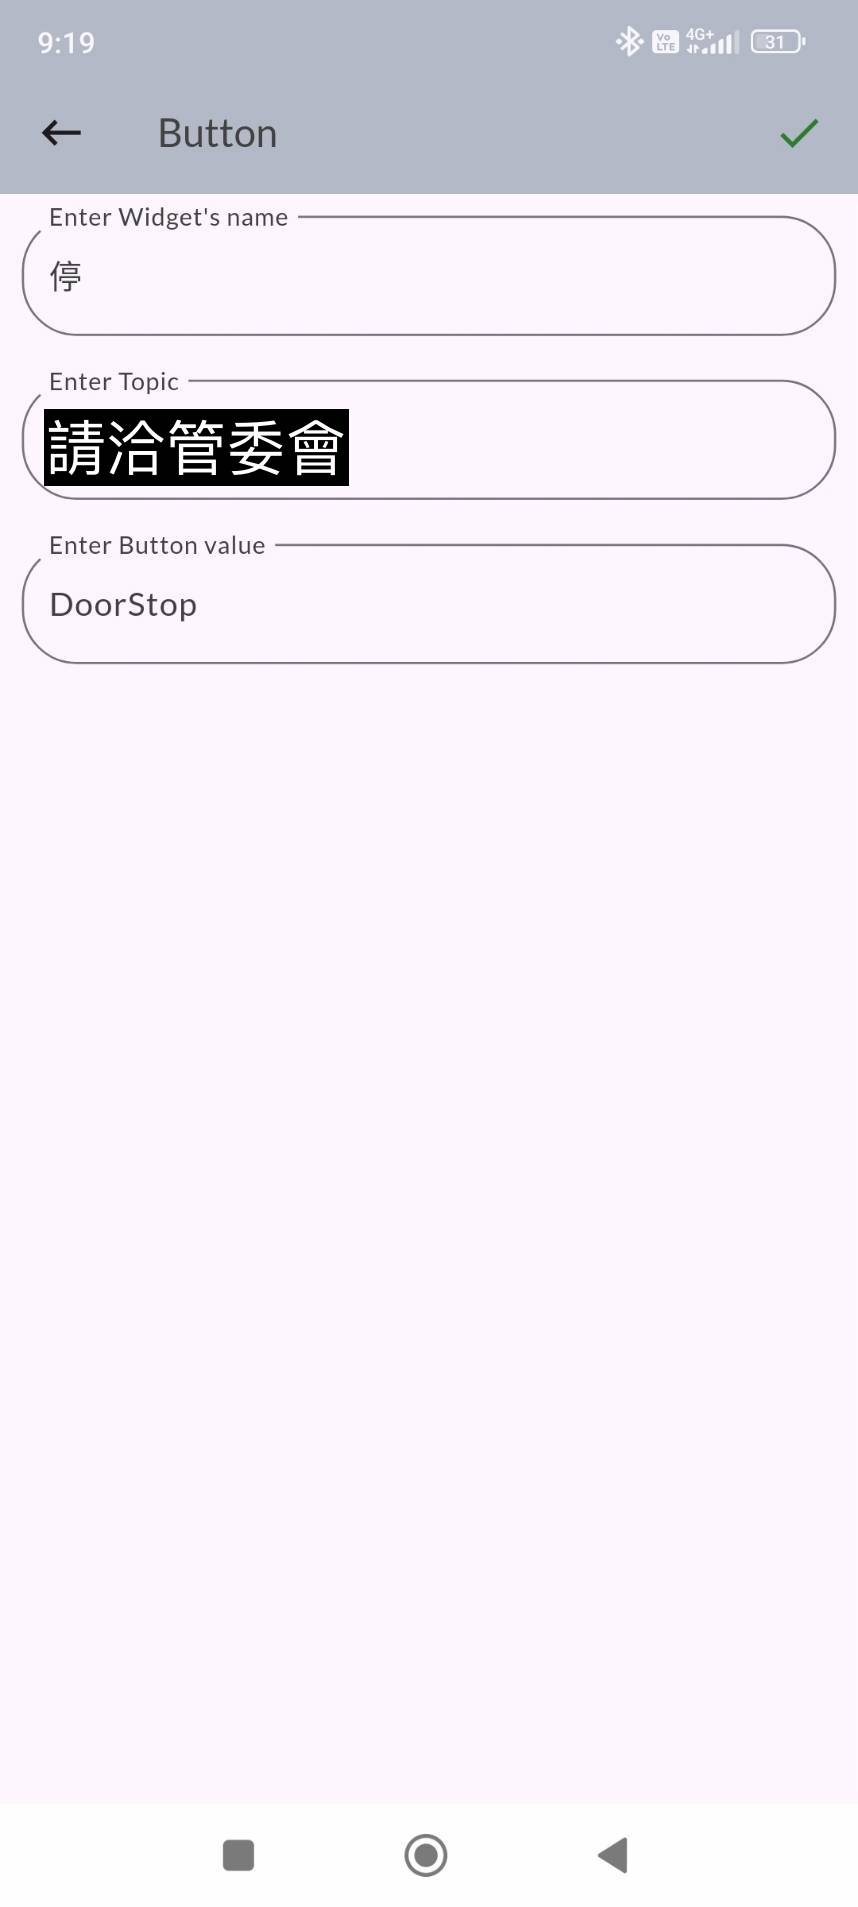 9:19
Vo LTE 4G+ 31
Button
Enter Widget's name
停
Enter Topic
請洽管委會
Enter Button value
DoorStop